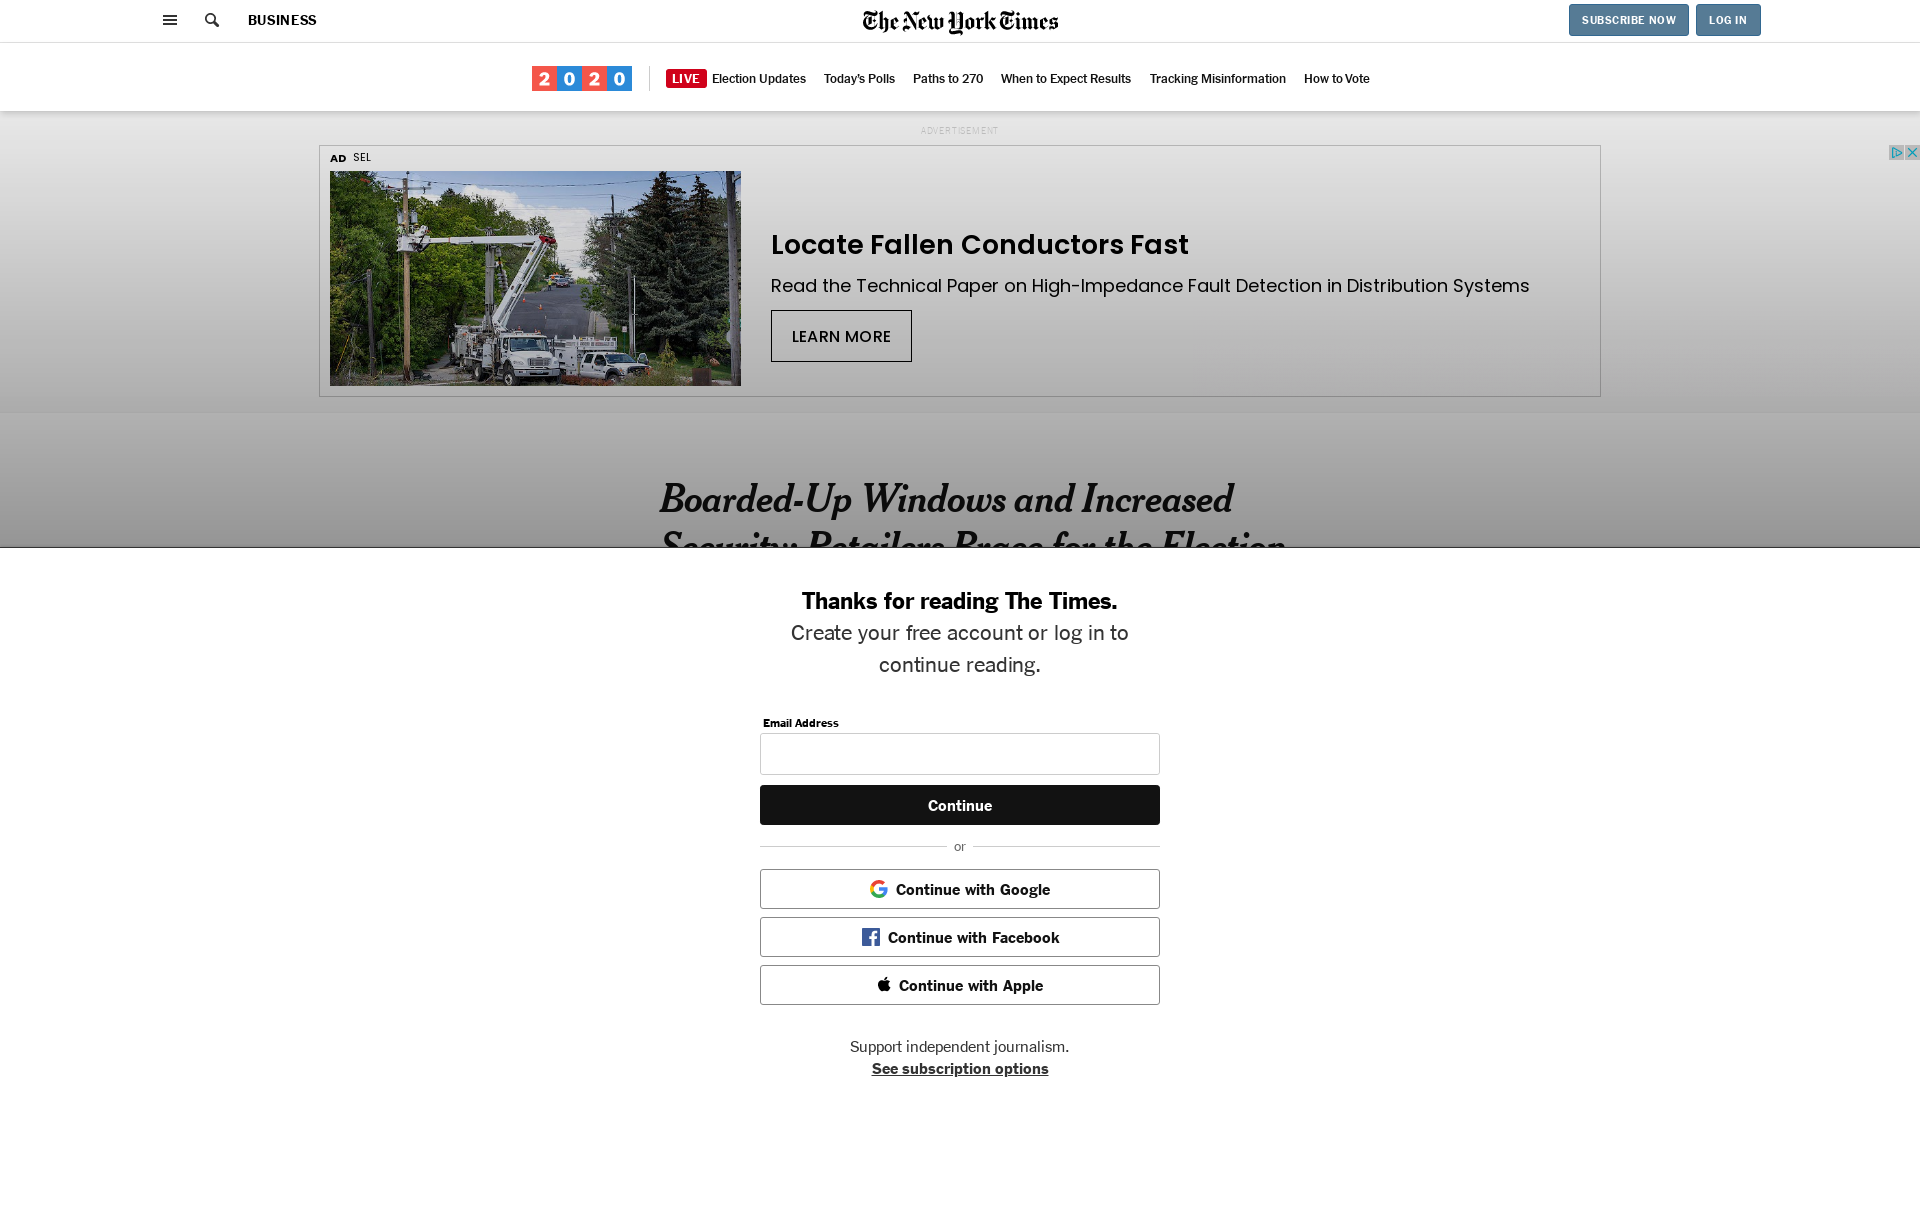 BUSINESS
The New York Times
SUBSCRIBE NOW
LOG IN
2020
LIVE Election Updates Today's Polls Paths to 270 When to Expect Results Tracking Misinformation How to Vote
ADVERTISEMENT
AD SEL
Locate Fallen Conductors Fast
Read the Technical Paper on High-Impedance Fault Detection in Distribution Systems
LEARN MORE
Boarded-Up Windows and Increased
Security: Retailers Brace for the Election
Thanks for reading The Times.
Create your free account or log in to
continue reading.
Email Address
Continue
or
Continue with Google
Continue with Facebook
Continue with Apple
Support independent journalism.
See subscription options